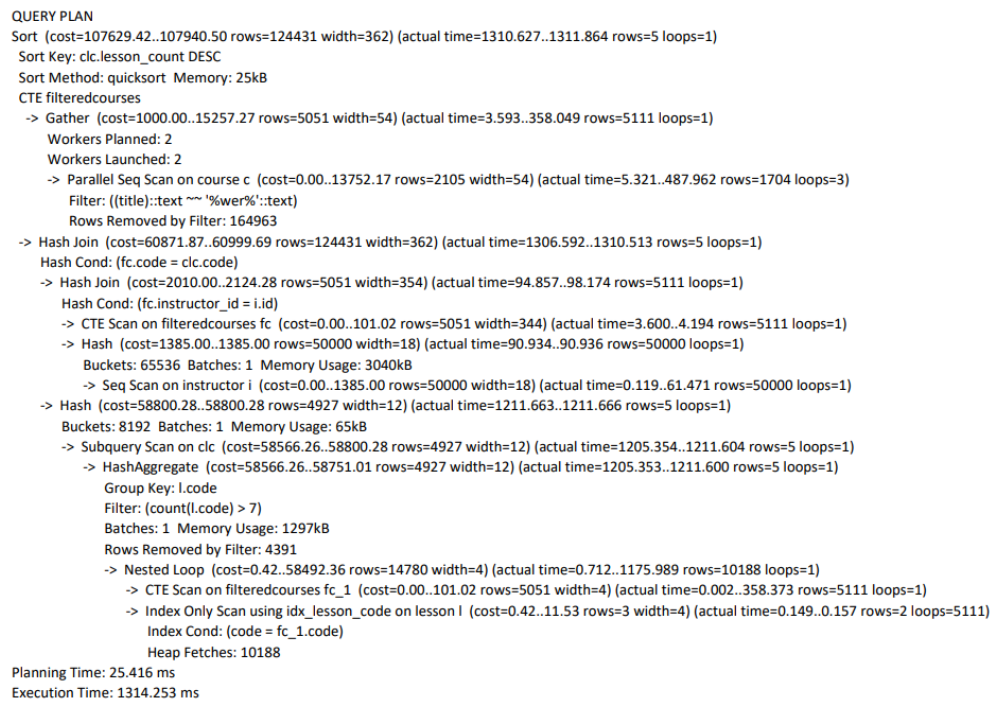 QUERY PLAN
Sort (cost=107629.42..107940.50 rows=124431 width=362) (actual time=1310.627..1311.864 rows=5 loops=1)
Sort Key: clc.lesson_count DESC
Sort Method: quicksort Memory: 25kB
CTE filteredcourses
-> Gather (cost=1000.00..15257.27 rows=5051 width=54) (actual time=3.593..358.049 rows=5111 loops=1)
Workers Planned: 2
Workers Launched: 2
-> Parallel Seq Scan on course c (cost=0.00..13752.17 rows=2105 width=54) (actual time=5.321..487.962 rows=1704 loops=3)
Filter: ((title)::text ~~ '%wer%'::text)
Rows Removed by Filter: 164963
-> Hash Join (cost=60871.87..60999.69 rows=124431 width=362) (actual time=1306.592..1310.513 rows=5 loops=1)
Hash Cond: (fc.code = clc.code)
-> Hash Join (cost=2010.00..2124.28 rows=5051 width=354) (actual time=94.857..98.174 rows=5111 loops=1)
Hash Cond: (fc.instructor_id = i.id)
-> CTE Scan on filteredcourses fc (cost=0.00..101.02 rows=5051 width=344) (actual time=3.600..4.194 rows=5111 loops=1)
-> Hash (cost=1385.00..1385.00 rows=50000 width=18) (actual time=90.934..90.936 rows=50000 loops=1)
Buckets: 65536 Batches: 1 Memory Usage: 3040kB
-> Seq Scan on instructor i (cost=0.00..1385.00 rows=50000 width=18) (actual time=0.119..61.471 rows=50000 loops=1)
-> Hash (cost=58800.28..58800.28 rows=4927 width=12) (actual time=1211.663..1211.666 rows=5 loops=1)
Buckets: 8192 Batches: 1 Memory Usage: 65kB
-> Subquery Scan on clc (cost=58566.26..58800.28 rows=4927 width=12) (actual time=1205.354..1211.604 rows=5 loops=1)
-> HashAggregate (cost=58566.26..58751.01 rows=4927 width=12) (actual time=1205.353..1211.600 rows=5 loops=1)
Group Key: l.code
Filter: (count(l.code) > 7)
Batches: 1 Memory Usage: 1297kB
Rows Removed by Filter: 4391
-> Nested Loop (cost=0.42..58492.36 rows=14780 width=4) (actual time=0.712..1175.989 rows=10188 loops=1)
-> CTE Scan on filteredcourses fc_1 (cost=0.00..101.02 rows=5051 width=4) (actual time=0.002..358.373 rows=5111 loops=1)
-> Index Only Scan using idx_lesson_code on lesson l (cost=0.42..11.53 rows=3 width=4) (actual time=0.149..0.157 rows=2 loops=5111)
Index Cond: (code = fc_1.code)
Heap Fetches: 10188
Planning Time: 25.416 ms
Execution Time: 1314.253 ms